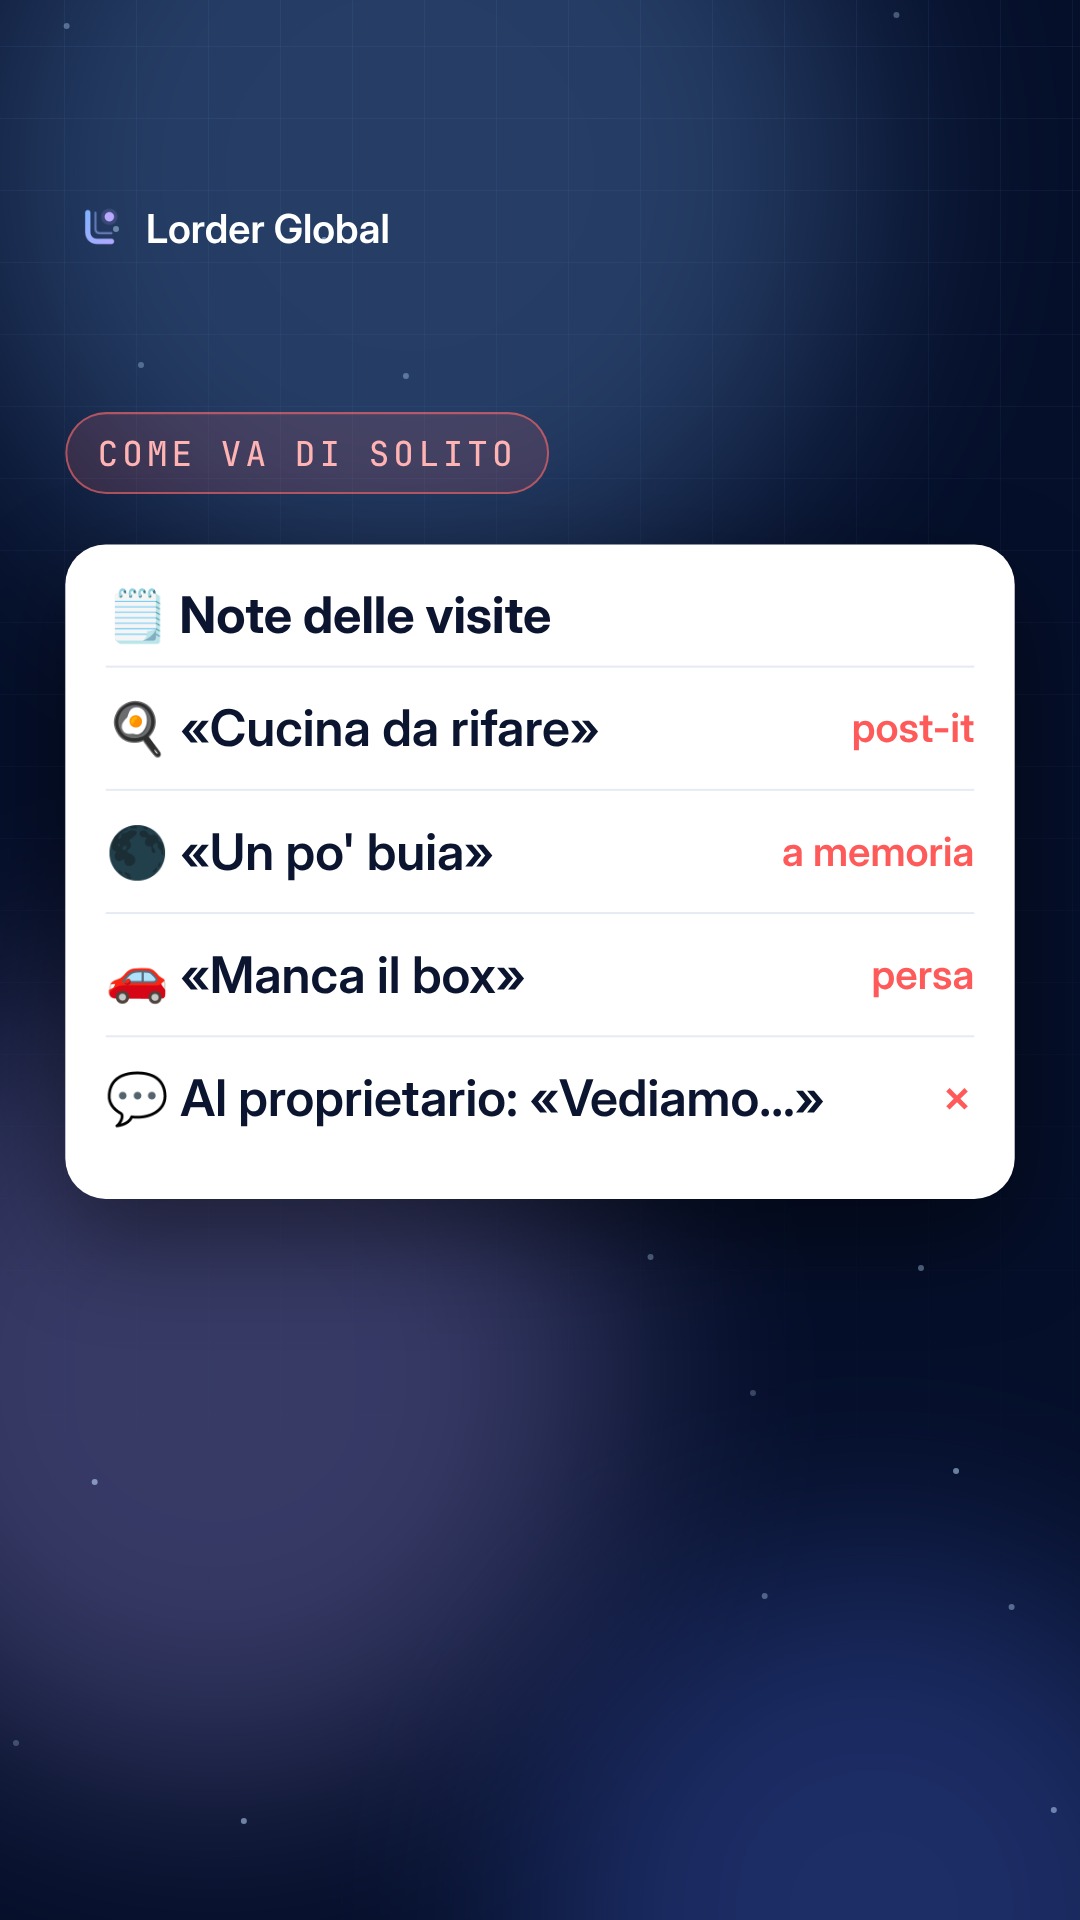 Lorder Global
COME VA DI SOLITO
Note delle visite
«Cucina da rifare» post-it
«Un po' buia» a memoria
«Manca il box» persa
Al proprietario: «Vediamo...» ×